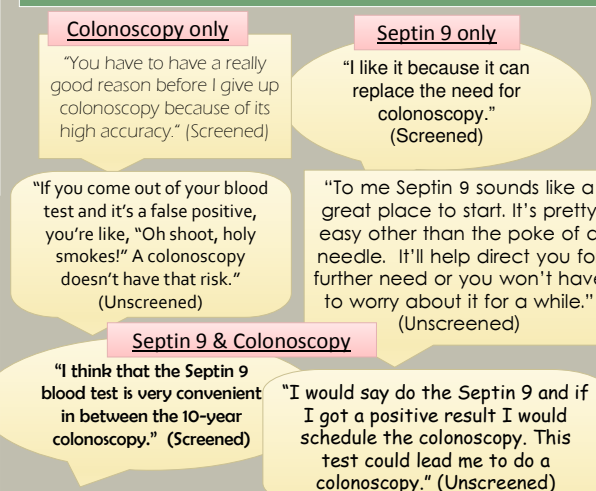 Colonoscopy only
"You have to have a really
good reason before I give up
colonoscopy because of its
high accuracy." (Screened)
"If you come out of your blood
test and it's a false positive,
you're like, "Oh shoot, holy
smokes!" A colonoscopy
doesn't have that risk."
(Unscreened)
Septin 9 only
"I like it because it can
replace the need for
colonoscopy."
(Screened)
"To me Septin 9 sounds like a
great place to start. It's pretty
easy other than the poke of a
needle. It'll help direct you fo
further need or you won't have
to worry about it for a while."
(Unscreened)
Septin 9 & Colonoscopy
"I think that the Septin 9
blood test is very convenient
in between the 10-year
colonoscopy." (Screened)
"I would say do the Septin 9 and if
I got a positive result I would
schedule the colonoscopy. This
test could lead me to do a
colonoscopy." (Unscreened)